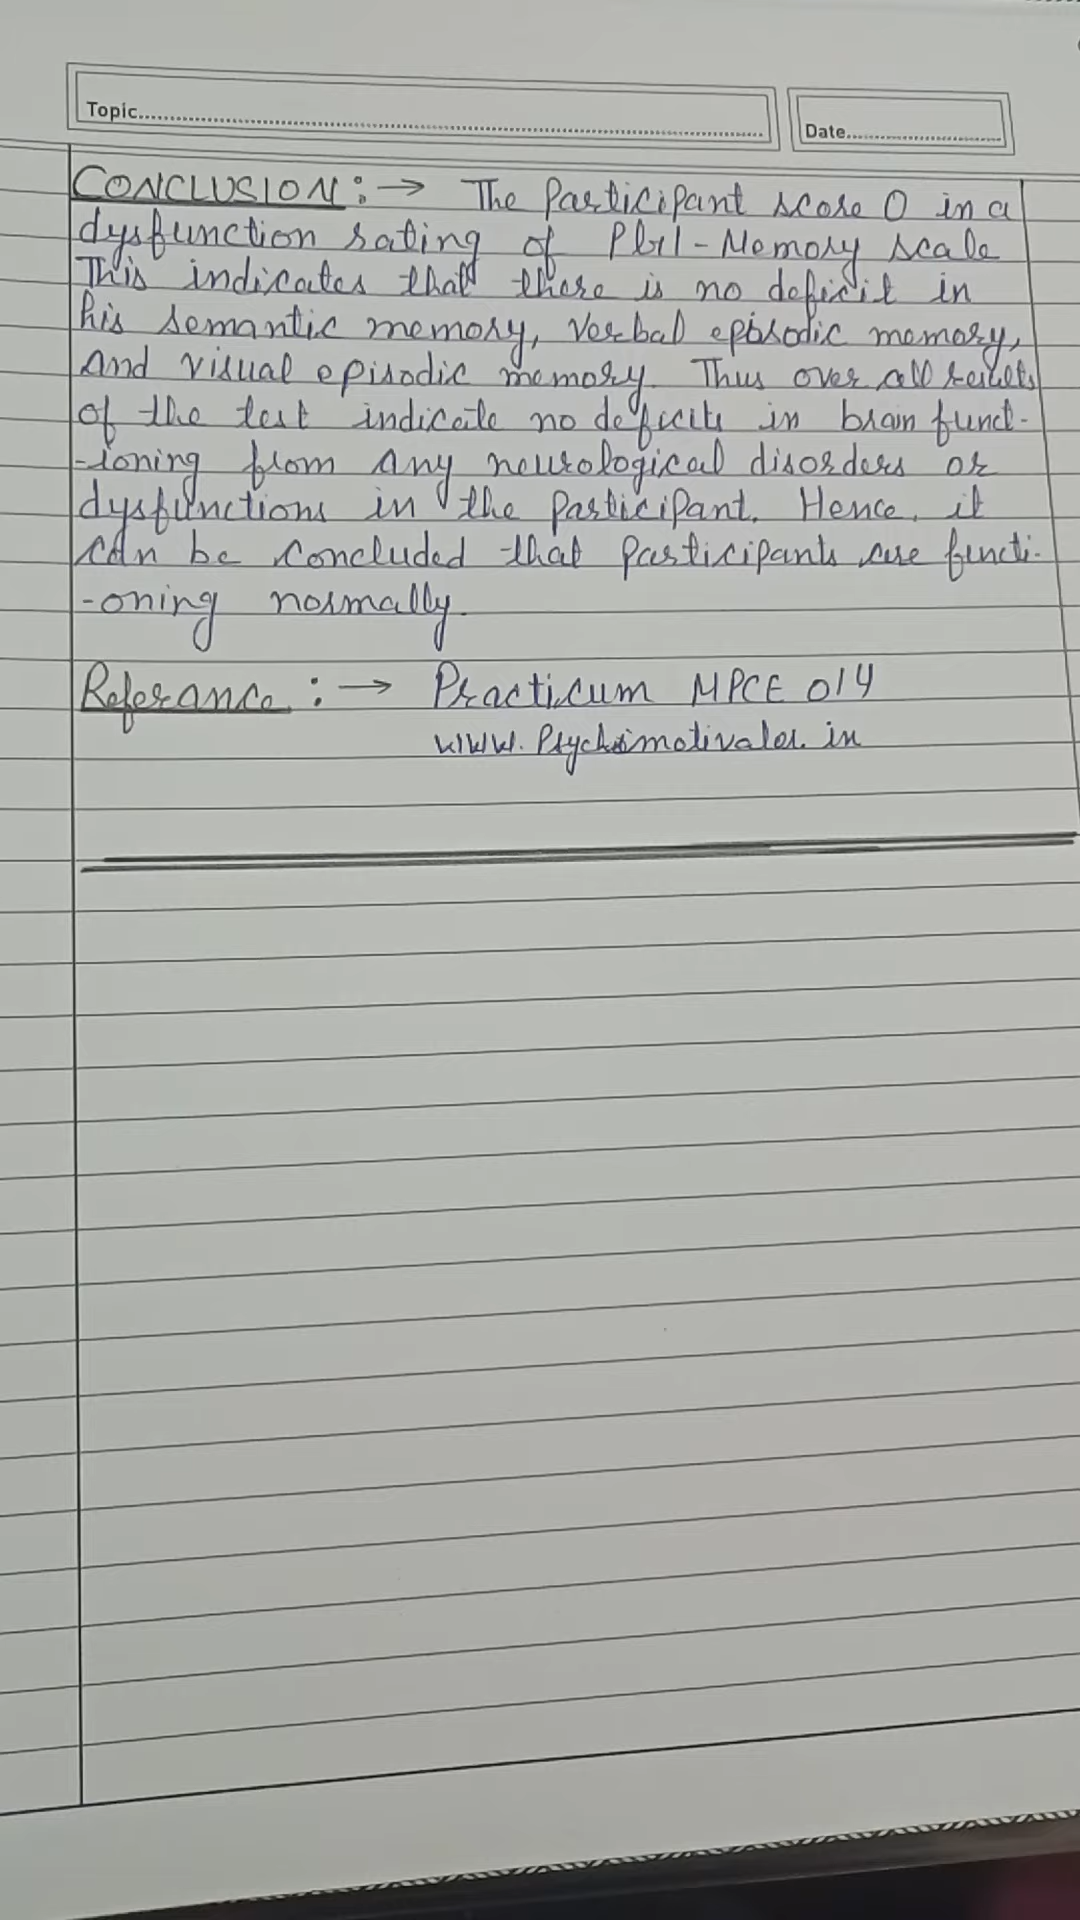 Topic
Date
CONCLUSION :→ The Participant score 0 in a
dysfunction rating of PGI - Memory scale
This indicates that there is no deficit in
his semantic memory, verbal episodic memory,
and visual episodic memory. Thus over all results
of the test indicate no deficits in brain funct-
-ioning from any neurological disorders or
dysfunctions in the participant. Hence, it
can be concluded that participants are functi-
-oning normally.
Referance :→ Practicum MPCE 014
www.Psychomotivater.in